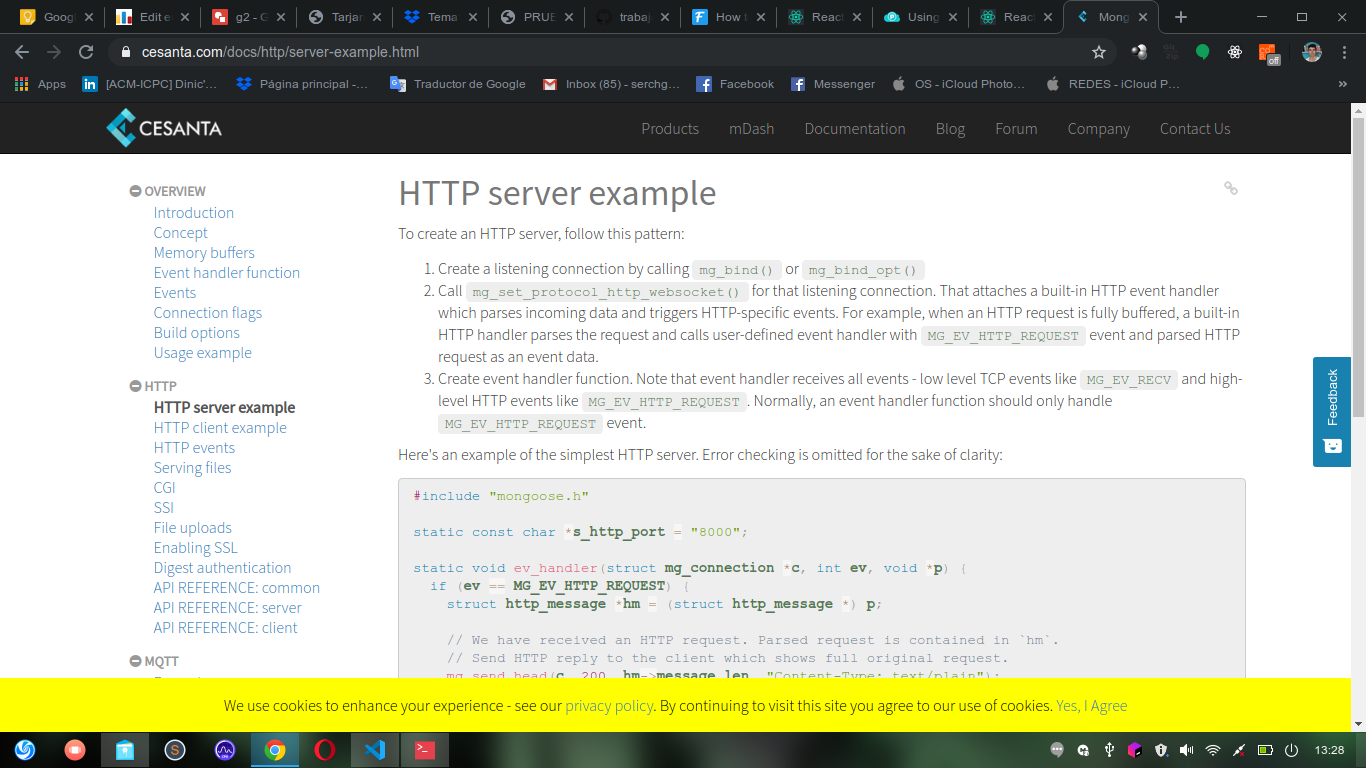 Googl
Edit e
g2 - G
Tarjan
Tema
PRUE
trabaj
How t
React
Using
React
Mong
cesanta.com/docs/http/server-example.html
off
Apps
[ACM-ICPC] Dinic'...
Página principal -...
Traductor de Google
Inbox (85) - serchg...
Facebook
Messenger
OS - iCloud Photo...
REDES - iCloud P...
»
CESANTA
Products
mDash
Documentation
Blog
Forum
Company
Contact Us
OVERVIEW
Introduction
Concept
Memory buffers
Event handler function
Events
Connection flags
Build options
Usage example
HTTP
HTTP server example
HTTP client example
HTTP events
Serving files
CGI
SSI
File uploads
Enabling SSL
Digest authentication
API REFERENCE: common
API REFERENCE: server
API REFERENCE: client
MQTT
HTTP server example
To create an HTTP server, follow this pattern:
1. Create a listening connection by calling mg_bind() or mg_bind_opt()
2. Call mg_set_protocol_http_websocket() for that listening connection. That attaches a built-in HTTP event handler
which parses incoming data and triggers HTTP-specific events. For example, when an HTTP request is fully buffered, a built-in
HTTP handler parses the request and calls user-defined event handler with MG_EV_HTTP_REQUEST event and parsed HTTP
request as an event data.
3. Create event handler function. Note that event handler receives all events - low level TCP events like MG_EV_RECV and high-
level HTTP events like MG_EV_HTTP_REQUEST. Normally, an event handler function should only handle
MG_EV_HTTP_REQUEST event.
Here's an example of the simplest HTTP server. Error checking is omitted for the sake of clarity:
#include "mongoose.h"
static const char *s_http_port = "8000";
static void ev_handler(struct mg_connection *c, int ev, void *p) {
if (ev == MG_EV_HTTP_REQUEST) {
struct http_message *hm = (struct http_message *) p;
// We have received an HTTP request. Parsed request is contained in `hm`.
// Send HTTP reply to the client which shows full original request.
mg_send_head(c, 200, hm->message.len, "Content-Type: text/plain");
Feedback
We use cookies to enhance your experience - see our privacy policy. By continuing to visit this site you agree to our use of cookies. Yes, I Agree
13:28